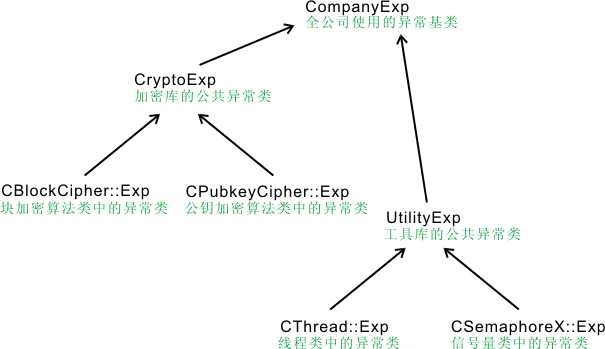 CompanyExp
全公司使用的异常基类
CryptoExp
加密库的公共异常类
CBlockCipher::Exp
块加密算法类中的异常类
CPubkeyCipher::Exp
公钥加密算法类中的异常类
UtilityExp
工具库的公共异常类
CThread::Exp
线程类中的异常类
CSemaphoreX::Exp
信号量类中的异常类